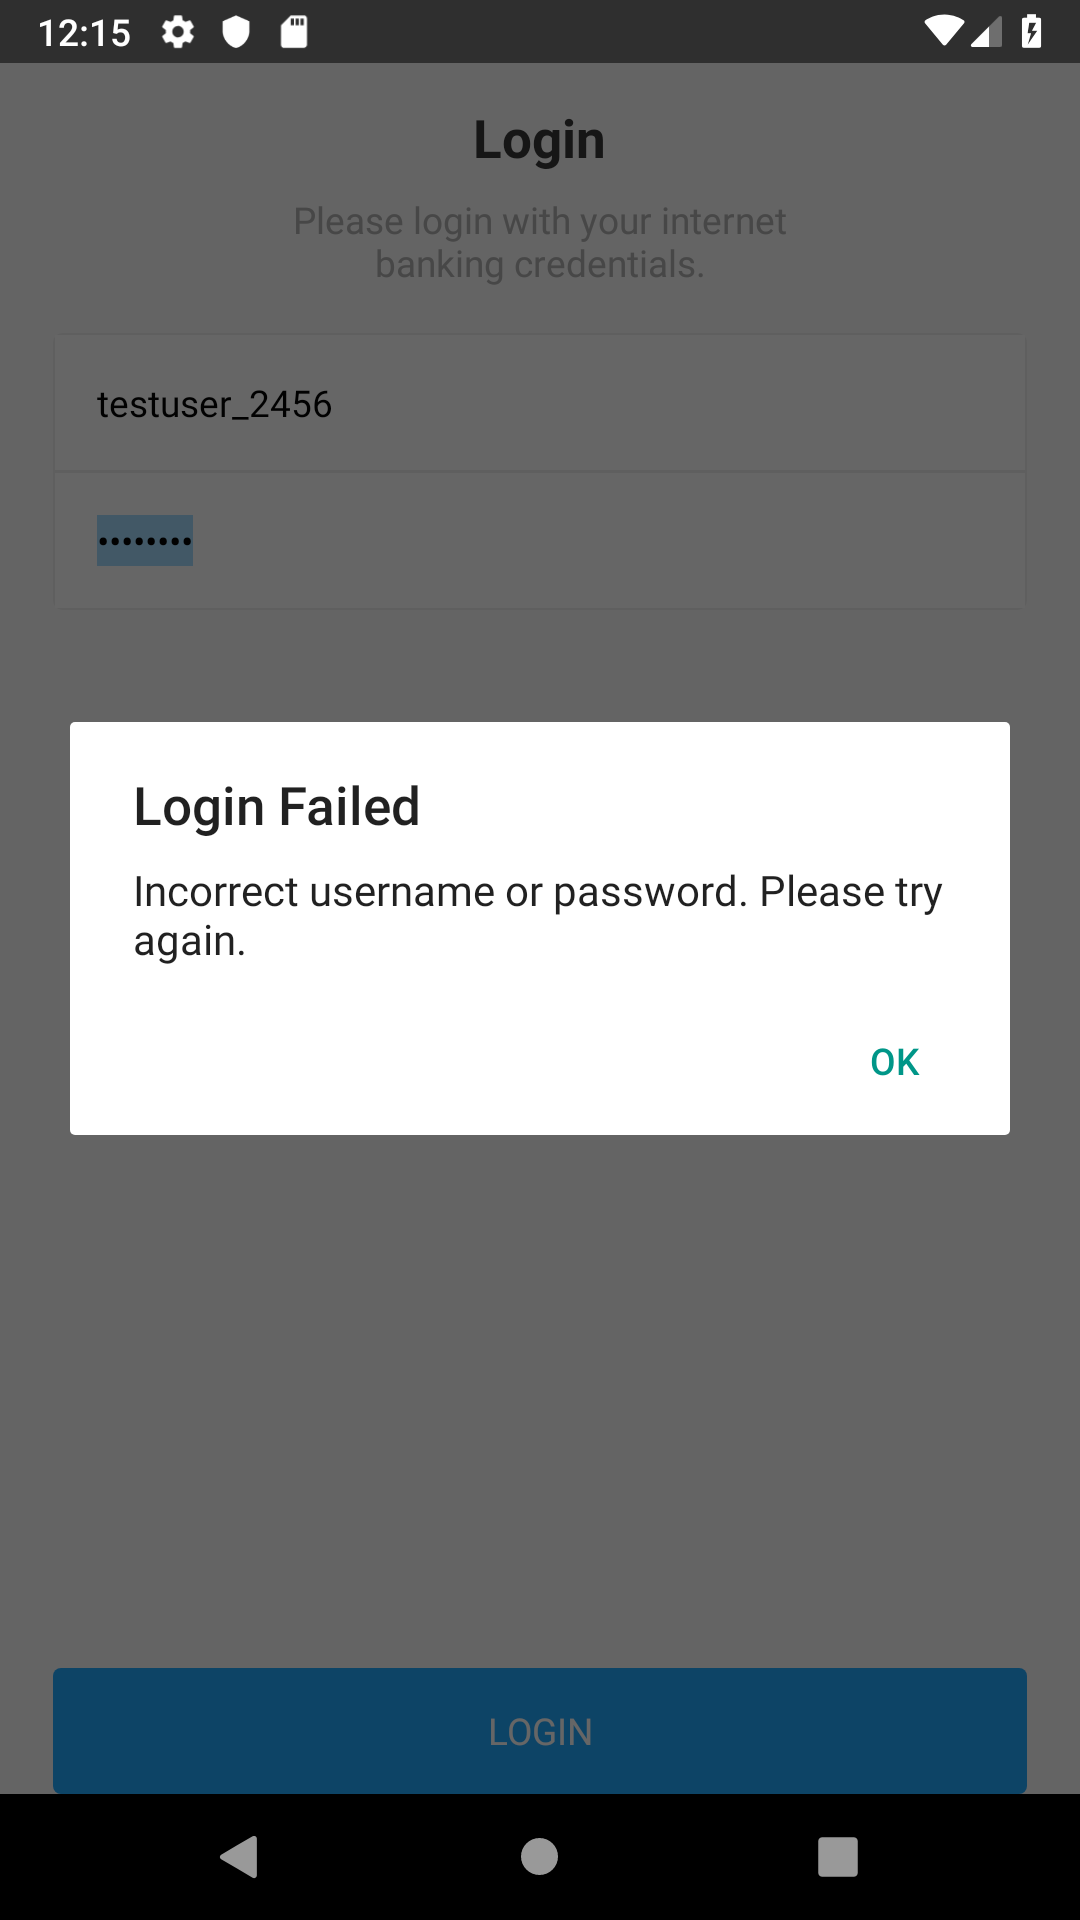 12:15
Login
Please login with your internet
banking credentials.
testuser_2456
••••••••
Login Failed
Incorrect username or password. Please try
again.
OK
LOGIN